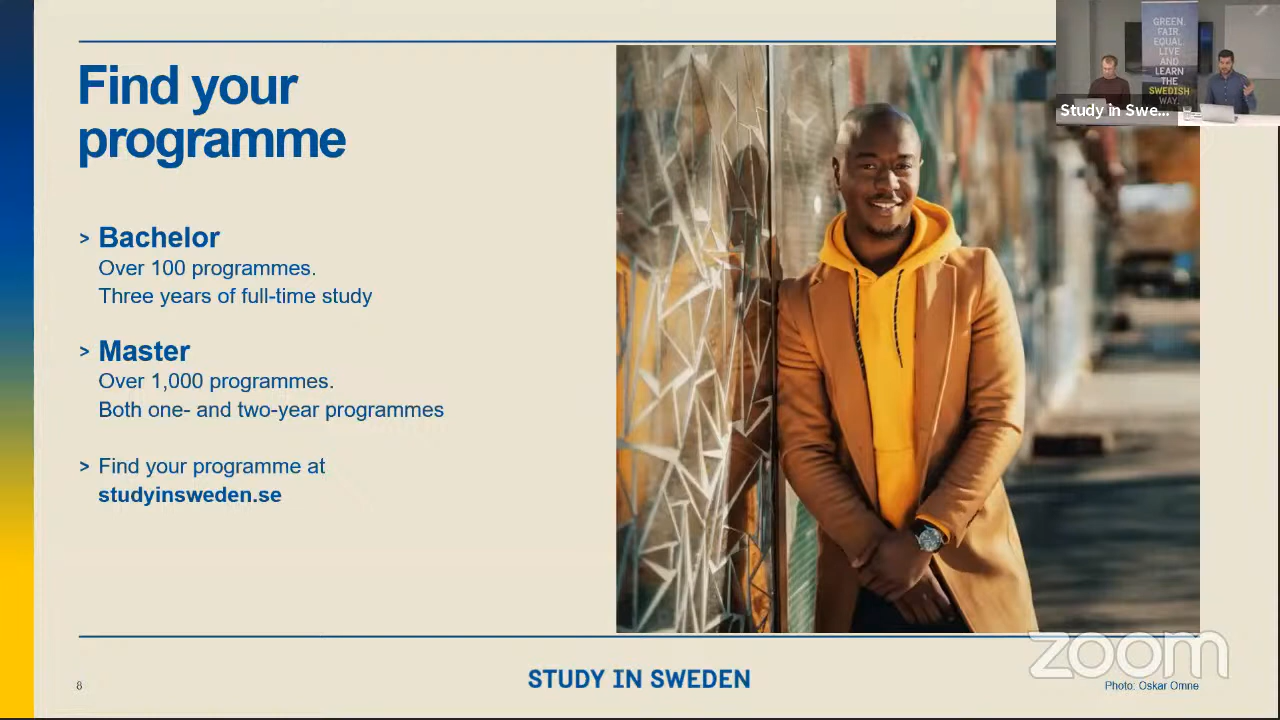 Find your
programme
> Bachelor
Over 100 programmes.
Three years of full-time study
> Master
Over 1,000 programmes.
Both one- and two-year programmes
> Find your programme at
studyinsweden.se
8
STUDY IN SWEDEN
Photo: Oskar Omne
zoom
GREEN.
FAIR.
EQUAL.
LIVE
AND
LEARN
THE
SWEDISH
WAY.
Study in Swe...